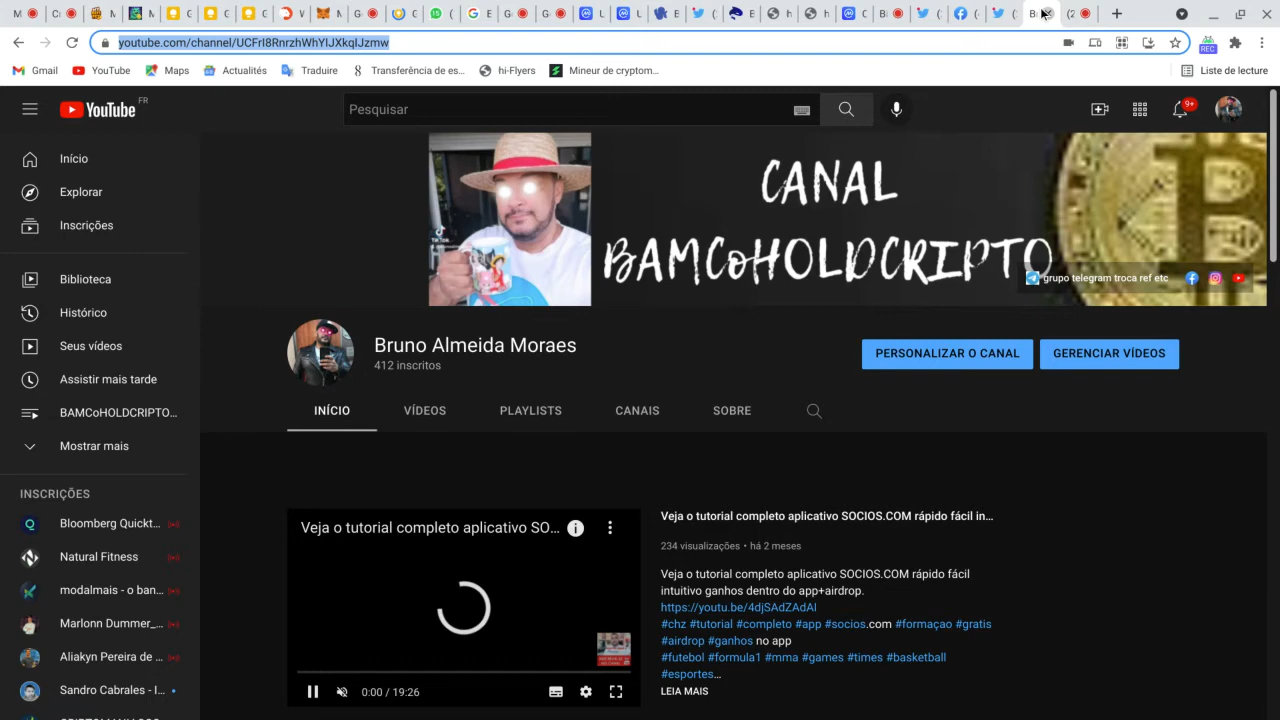 youtube.com/channel/UCFrI8RnrzhWhYIJXkqIJzmw
REC
Gmail
YouTube
Maps
Actualités
Traduire
Transferência de es...
hi-Flyers
Mineur de cryptom...
Liste de lecture
YouTube FR
Pesquisar
9+
Início
Explorar
Inscrições
Biblioteca
Histórico
Seus vídeos
Assistir mais tarde
BAMCoHOLDCRIPTO...
Mostrar mais
INSCRIÇÕES
Bloomberg Quickt...
Natural Fitness
modalmais - o ban...
Marlonn Dummer_...
Aliakyn Pereira de ...
Sandro Cabrales - I...
TikTok
CANAL
BAMCoHOLDCRIPTO
grupo telegram troca ref etc
Bruno Almeida Moraes
412 inscritos
PERSONALIZAR O CANAL
GERENCIAR VÍDEOS
INÍCIO
VÍDEOS
PLAYLISTS
CANAIS
SOBRE
Veja o tutorial completo aplicativo SO...
0:00 / 19:26
Veja o tutorial completo aplicativo SOCIOS.COM rápido fácil in...
234 visualizações • há 2 meses
Veja o tutorial completo aplicativo SOCIOS.COM rápido fácil
intuitivo ganhos dentro do app+airdrop.
https://youtu.be/4djSAdZAdAI
#chz #tutorial #completo #app #socios.com #formaçao #gratis
#airdrop #ganhos no app
#futebol #formula1 #mma #games #times #basketball
#esportes...
LEIA MAIS